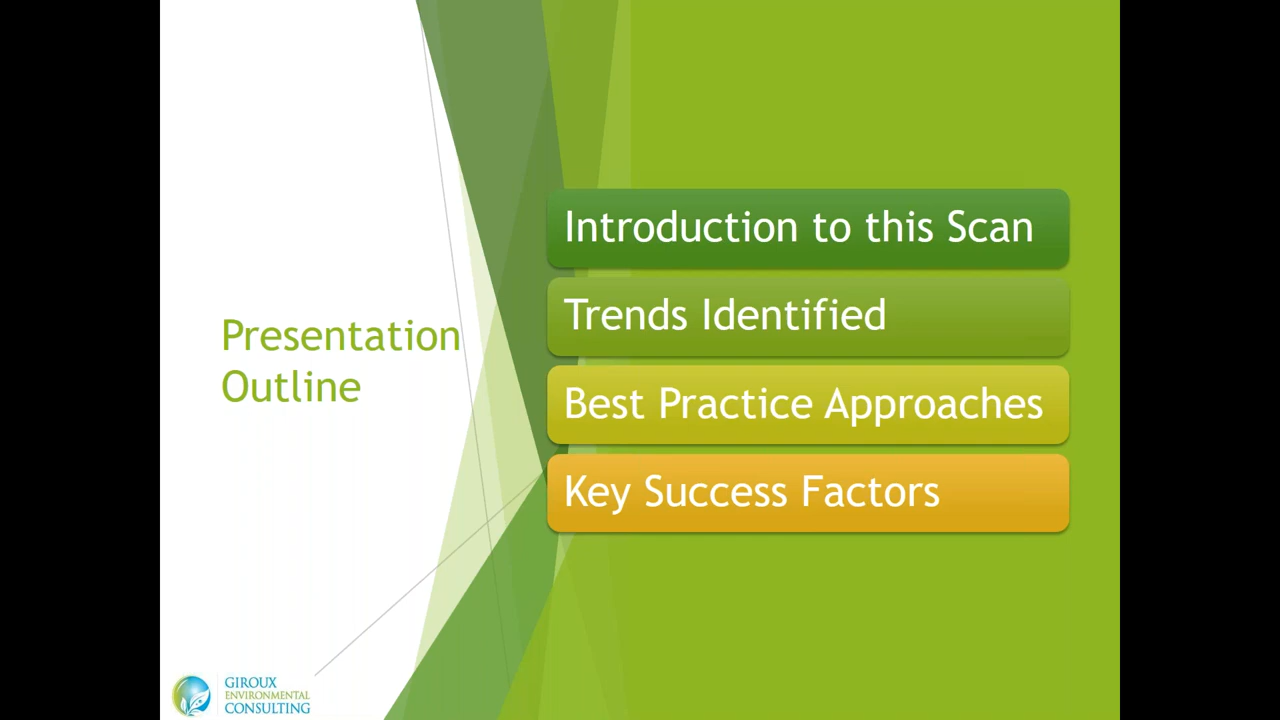 Presentation
Outline
Introduction to this Scan
Trends Identified
Best Practice Approaches
Key Success Factors
GIROUX
ENVIRONMENTAL
CONSULTING